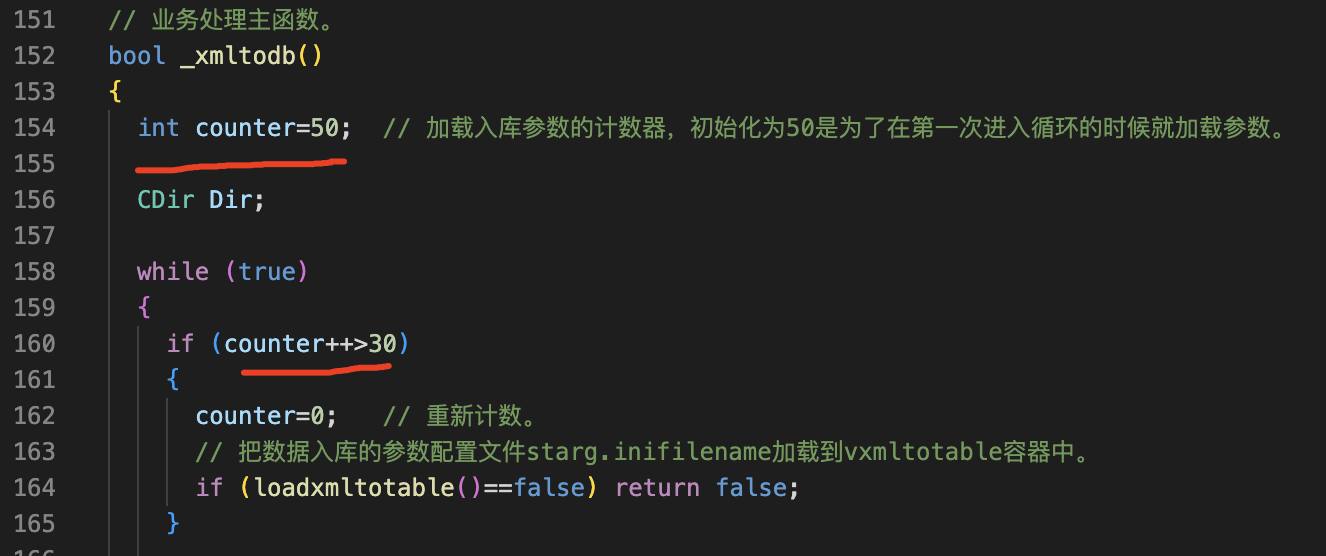 151 // 业务处理主函数。
152 bool _xmltodb()
153 {
154 int counter=50; // 加载入库参数的计数器，初始化为50是为了在第一次进入循环的时候就加载参数。
155
156 CDir Dir;
157
158 while (true)
159 {
160 if (counter++>30)
161 {
162 counter=0; // 重新计数。
163 // 把数据入库的参数配置文件starg.inifilename加载到vxmltotable容器中。
164 if (loadxmltotable()==false) return false;
165 }